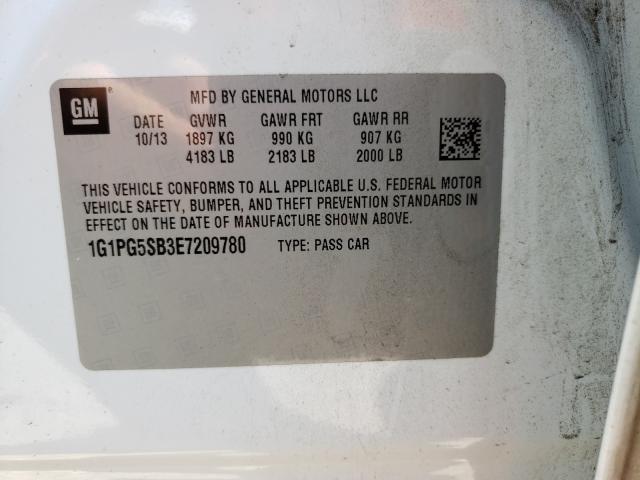 GM
MFD BY GENERAL MOTORS LLC
DATE GVWR GAWR FRT GAWR RR
10/13 1897 KG 990 KG 907 KG
4183 LB 2183 LB 2000 LB
THIS VEHICLE CONFORMS TO ALL APPLICABLE U.S. FEDERAL MOTOR
VEHICLE SAFETY, BUMPER, AND THEFT PREVENTION STANDARDS IN
EFFECT ON THE DATE OF MANUFACTURE SHOWN ABOVE.
1G1PG5SB3E7209780 TYPE: PASS CAR